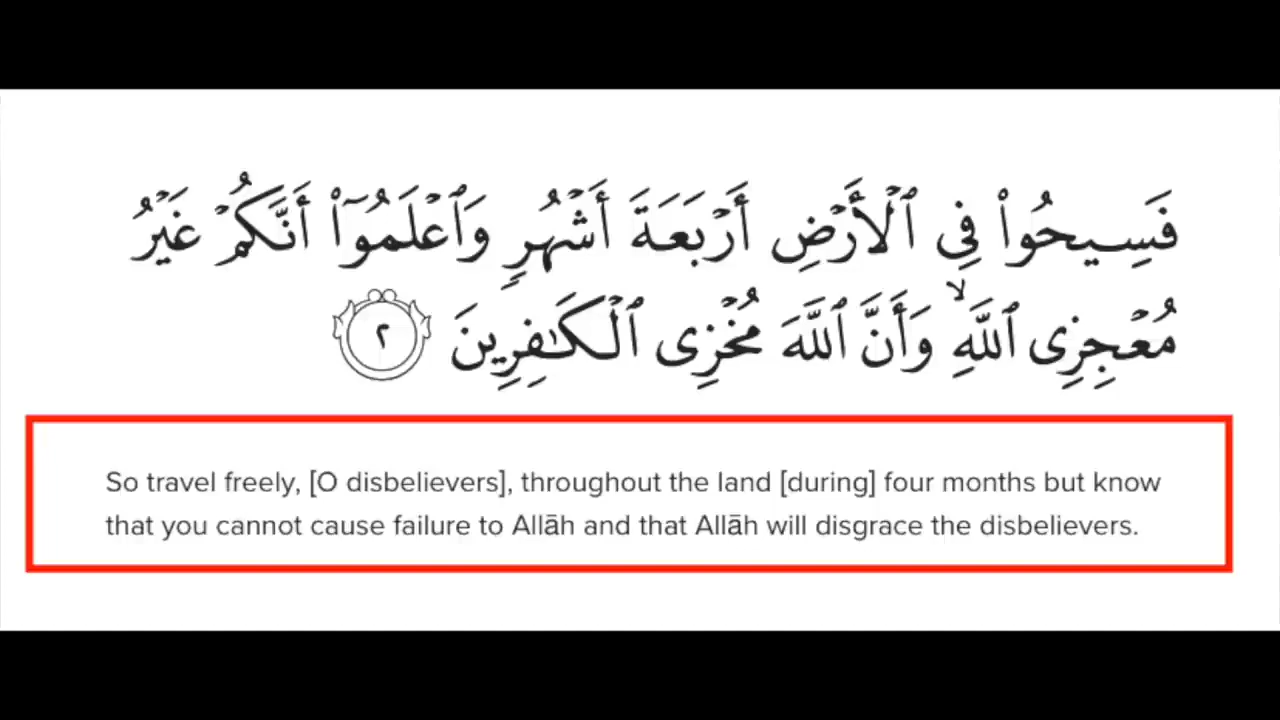 فَسِيحُوا۟ فِى ٱلْأَرْضِ أَرْبَعَةَ أَشْهُرٍ وَٱعْلَمُوٓا۟ أَنَّكُمْ غَيْرُ
مُعْجِزِى ٱللَّهِ ۙ وَأَنَّ ٱللَّهَ مُخْزِى ٱلْكَـٰفِرِينَ ٢
So travel freely, [O disbelievers], throughout the land [during] four months but know
that you cannot cause failure to Allāh and that Allāh will disgrace the disbelievers.